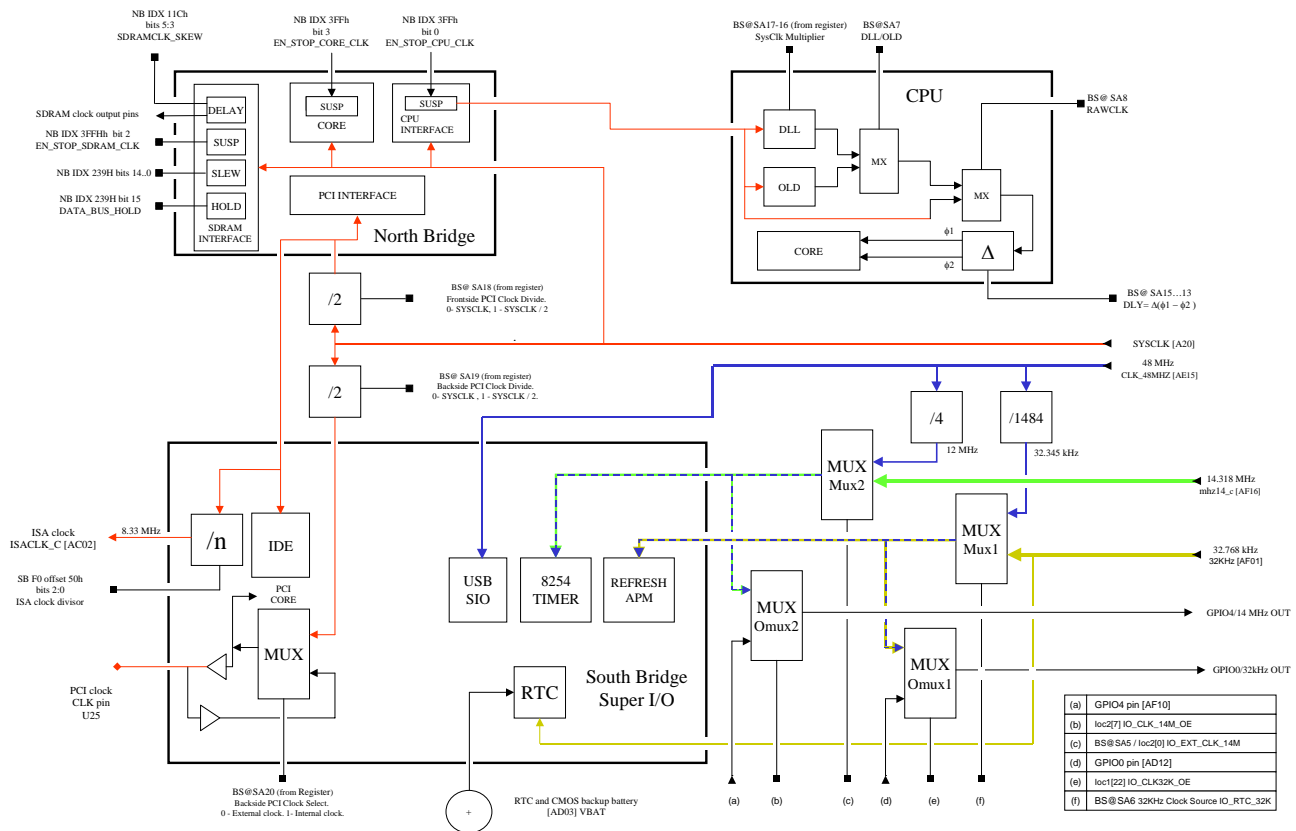 NB IDX 11Ch
bits 5:3
SDRAMCLK_SKEW
NB IDX 3FFh
bit 3
EN_STOP_CORE_CLK
NB IDX 3FFh
bit 0
EN_STOP_CPU_CLK
BS@SA17-16 (from register)
SysClk Multiplier
BS@SA7
DLL/OLD
SDRAM clock output pins
NB IDX 3FFHh bit 2
EN_STOP_SDRAM_CLK
NB IDX 239H bits 14..0
NB IDX 239H bit 15
DATA_BUS_HOLD
DELAY
SUSP
SLEW
HOLD
SDRAM
INTERFACE
SUSP
CORE
SUSP
CPU
INTERFACE
PCI INTERFACE
North Bridge
CPU
DLL
OLD
MX
MX
BS@ SA8
RAWCLK
CORE
ϕ1
ϕ2
Δ
BS@ SA15…13
DLY= Δ(ϕ1 – ϕ2 )
/2
BS@ SA18 (from register)
Frontside PCI Clock Divide.
0- SYSCLK, 1 - SYSCLK / 2
SYSCLK [A20]
/2
BS@ SA19 (from register)
Backside PCI Clock Divide.
0- SYSCLK , 1 - SYSCLK / 2.
48 MHz
CLK_48MHZ [AE15]
/4
/1484
12 MHz
32.345 kHz
MUX
Mux2
14.318 MHz
mhz14_c [AF16]
MUX
Mux1
32.768 kHz
32KHz [AF01]
ISA clock
ISACLK_C [AC02]
8.33 MHz
/n
IDE
SB F0 offset 50h
bits 2:0
ISA clock divisor
PCI
CORE
MUX
USB
SIO
8254
TIMER
REFRESH
APM
MUX
Omux2
GPIO4/14 MHz OUT
MUX
Omux1
GPIO0/32kHz OUT
PCI clock
CLK pin
U25
RTC
South Bridge
Super I/O
BS@SA20 (from Register)
Backside PCI Clock Select.
0 - External clock. 1- Internal clock.
+
RTC and CMOS backup battery
[AD03] VBAT
(a)
(b)
(c)
(d)
(e)
(f)
(a) GPIO4 pin [AF10]
(b) Ioc2[7] IO_CLK_14M_OE
(c) BS@SA5 / Ioc2[0] IO_EXT_CLK_14M
(d) GPIO0 pin [AD12]
(e) Ioc1[22] IO_CLK32K_OE
(f) BS@SA6 32KHz Clock Source IO_RTC_32K